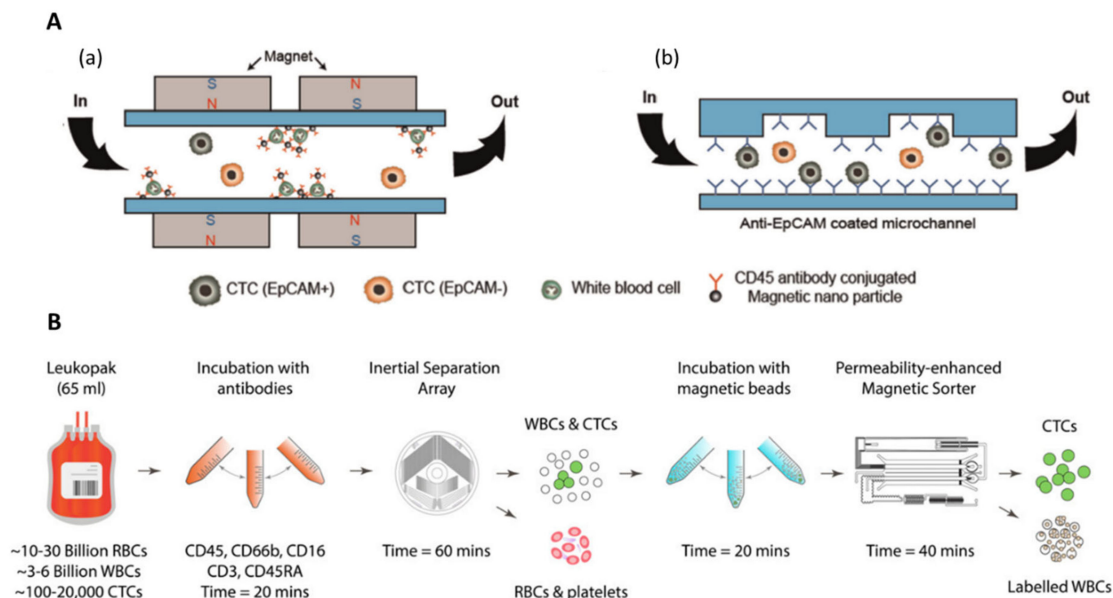 A
(a)
(b)
Magnet
S
N
N
S
In
Out
S
N
N
S
In
Out
Anti-EpCAM coated microchannel
CTC (EpCAM+)
CTC (EpCAM-)
White blood cell
CD45 antibody conjugated
Magnetic nano particle
B
Leukopak
(65 ml)
Incubation with
antibodies
Inertial Separation
Array
Incubation with
magnetic beads
Permeability-enhanced
Magnetic Sorter
WBCs & CTCs
CTCs
~10-30 Billion RBCs
~3-6 Billion WBCs
~100-20,000 CTCs
CD45, CD66b, CD16
CD3, CD45RA
Time = 20 mins
Time = 60 mins
RBCs & platelets
Time = 20 mins
Time = 40 mins
Labelled WBCs